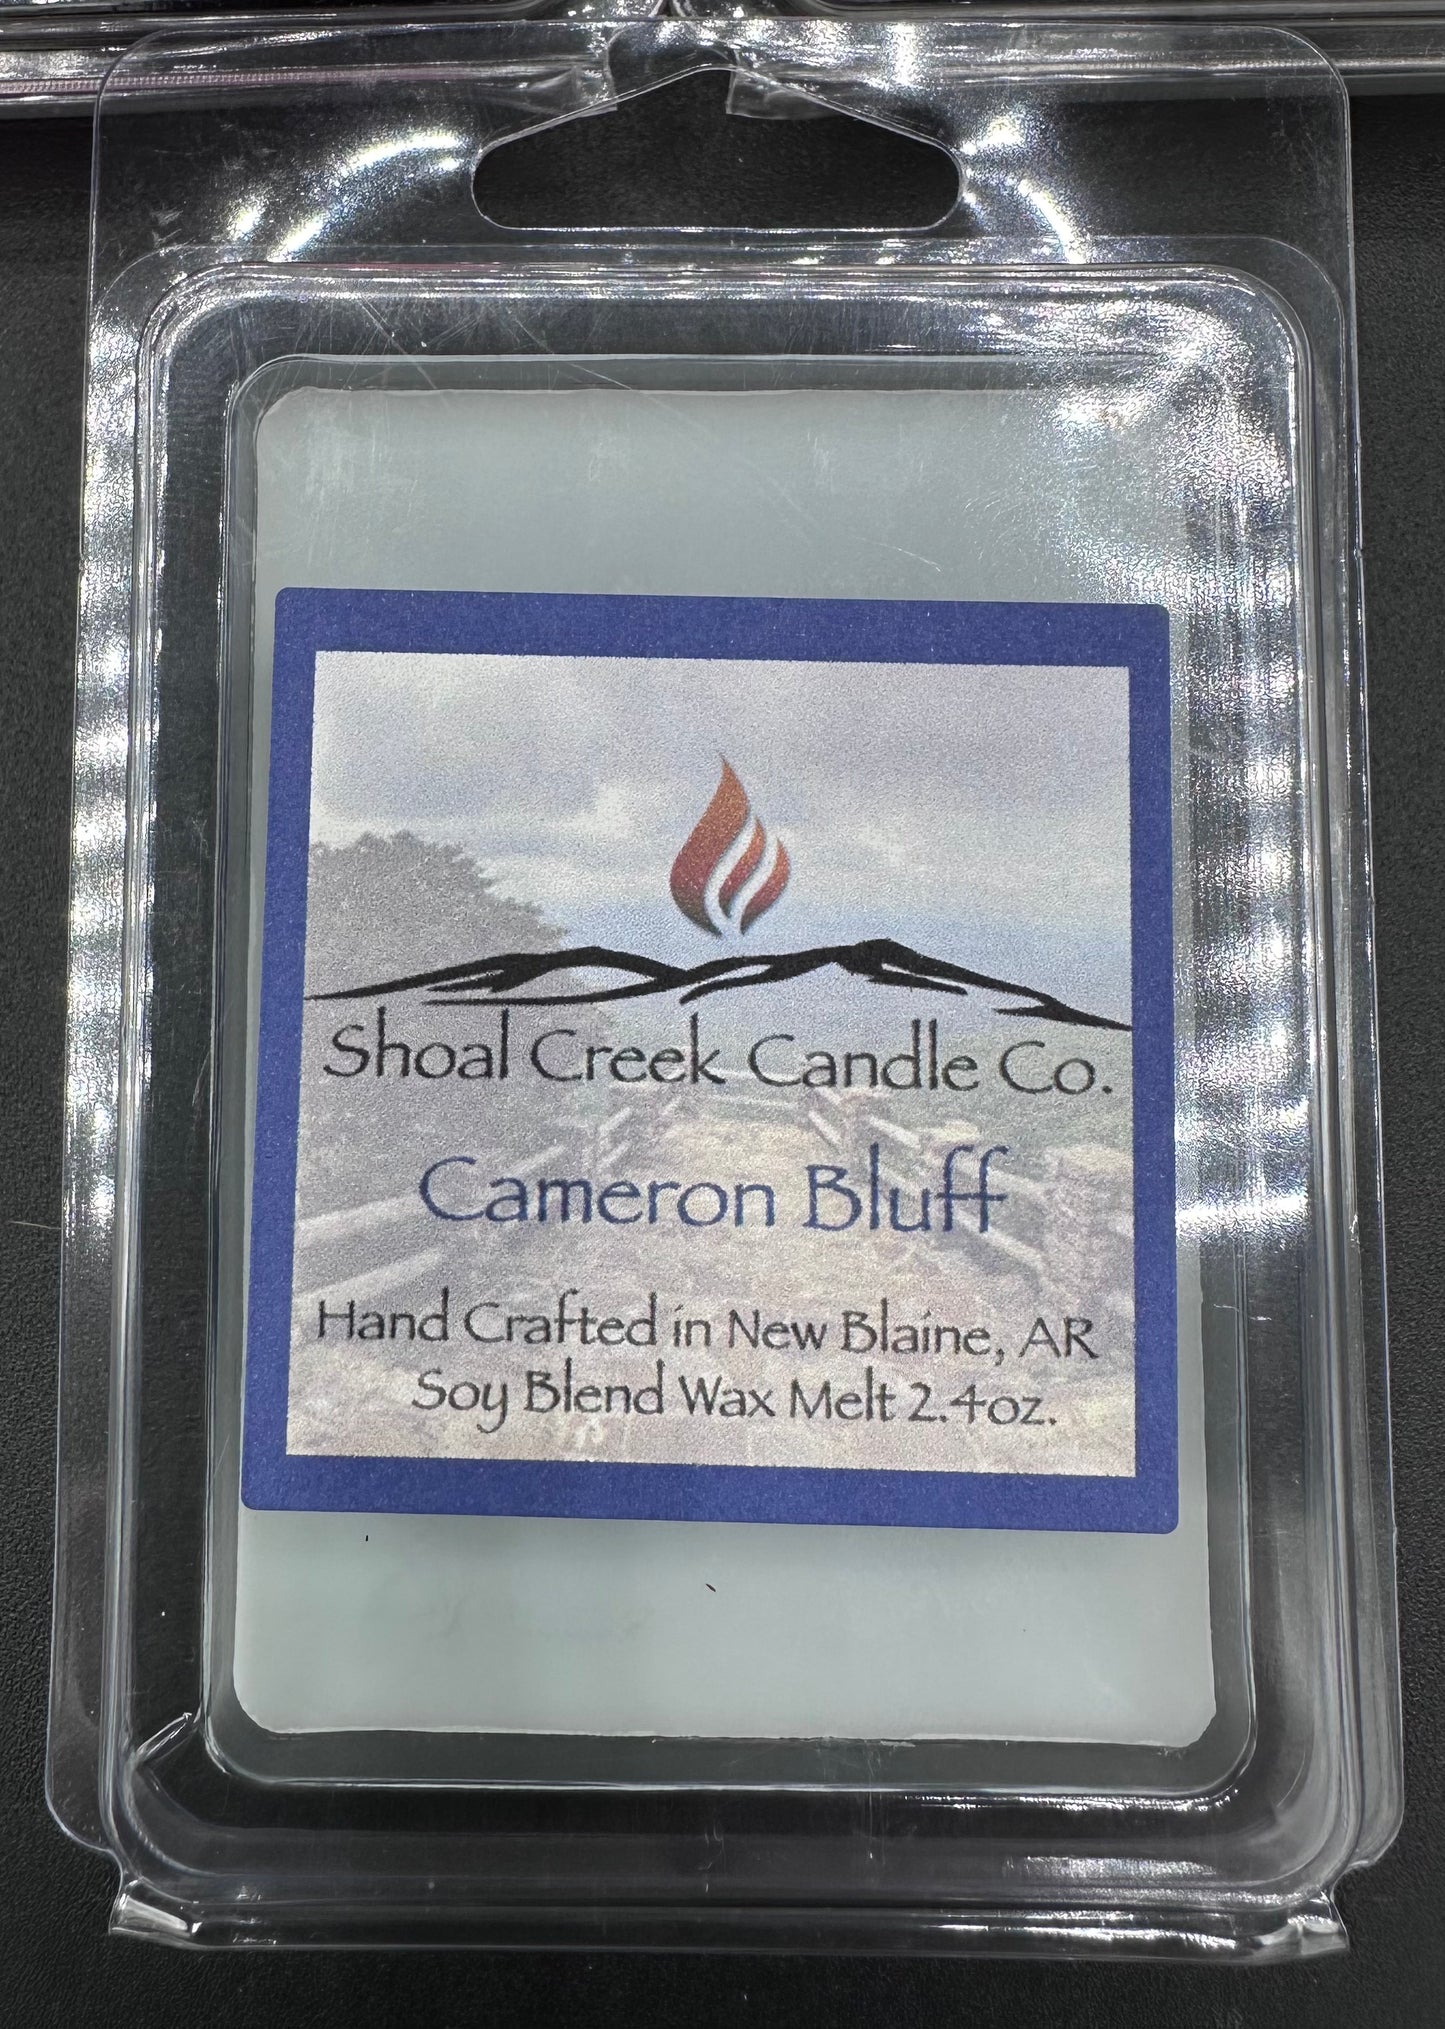 Shoal Creek Candle Co.
Cameron Bluff
Hand Crafted in New Blaine, AR
Soy Blend Wax Melt 2.4oz.